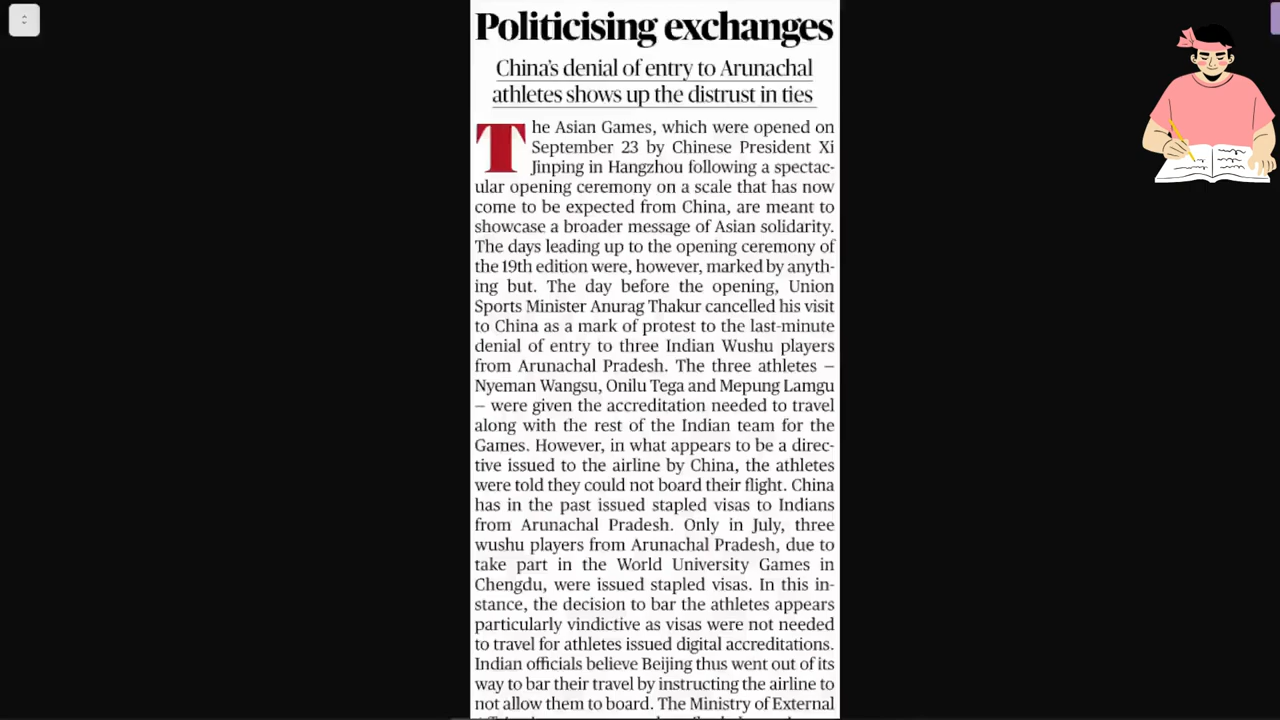 Politicising exchanges
China's denial of entry to Arunachal
athletes shows up the distrust in ties
The Asian Games, which were opened on
September 23 by Chinese President Xi
Jinping in Hangzhou following a spectac-
ular opening ceremony on a scale that has now
come to be expected from China, are meant to
showcase a broader message of Asian solidarity.
The days leading up to the opening ceremony of
the 19th edition were, however, marked by anyth-
ing but. The day before the opening, Union
Sports Minister Anurag Thakur cancelled his visit
to China as a mark of protest to the last-minute
denial of entry to three Indian Wushu players
from Arunachal Pradesh. The three athletes –
Nyeman Wangsu, Onilu Tega and Mepung Lamgu
– were given the accreditation needed to travel
along with the rest of the Indian team for the
Games. However, in what appears to be a direc-
tive issued to the airline by China, the athletes
were told they could not board their flight. China
has in the past issued stapled visas to Indians
from Arunachal Pradesh. Only in July, three
wushu players from Arunachal Pradesh, due to
take part in the World University Games in
Chengdu, were issued stapled visas. In this in-
stance, the decision to bar the athletes appears
particularly vindictive as visas were not needed
to travel for athletes issued digital accreditations.
Indian officials believe Beijing thus went out of its
way to bar their travel by instructing the airline to
not allow them to board. The Ministry of External